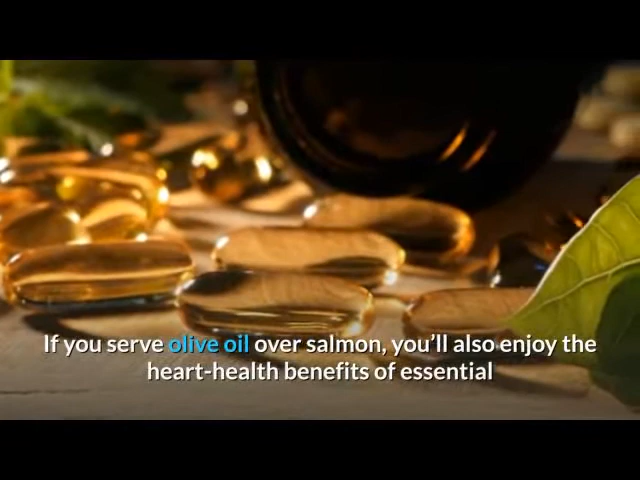 If you serve olive oil over salmon, you’ll also enjoy the
heart-health benefits of essential